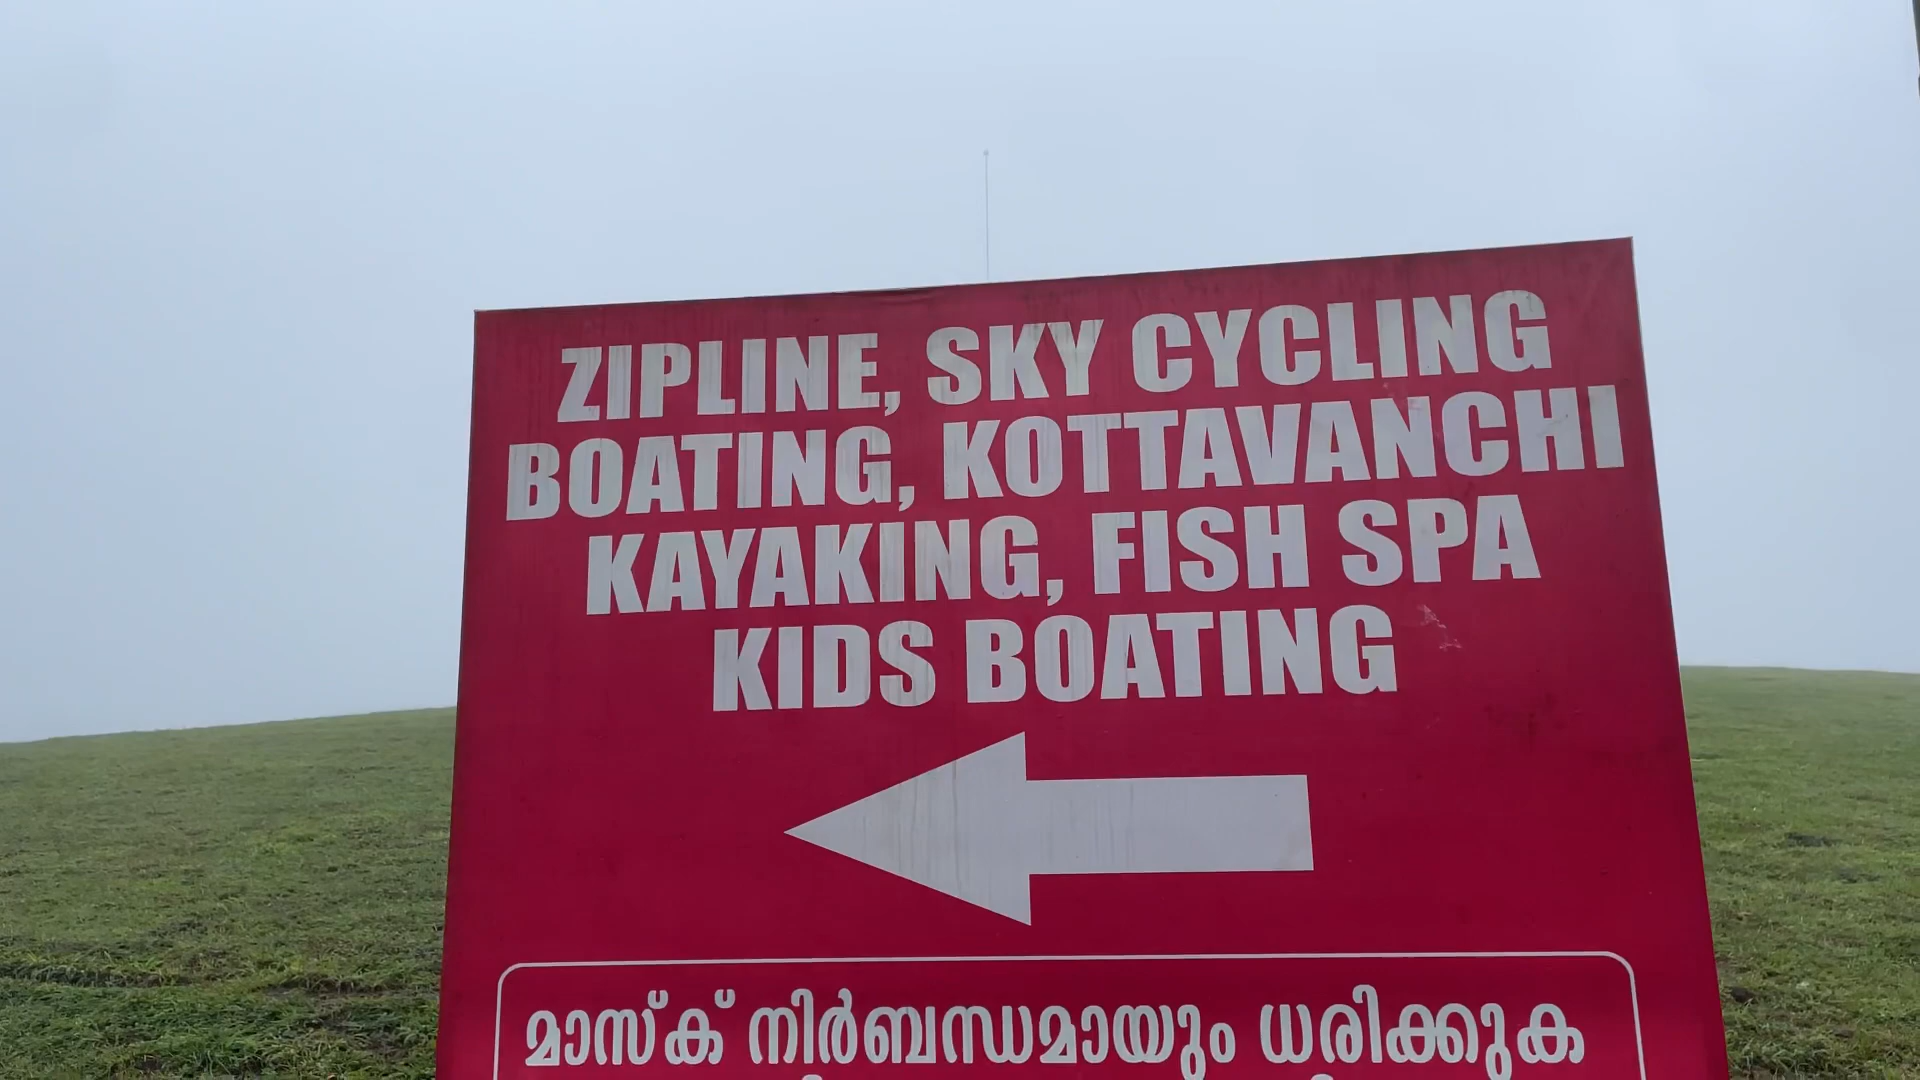 ZIPLINE, SKY CYCLING
BOATING, KOTTAVANCHI
KAYAKING, FISH SPA
KIDS BOATING
മാസ്ക് നിർബന്ധമായും ധരിക്കുക